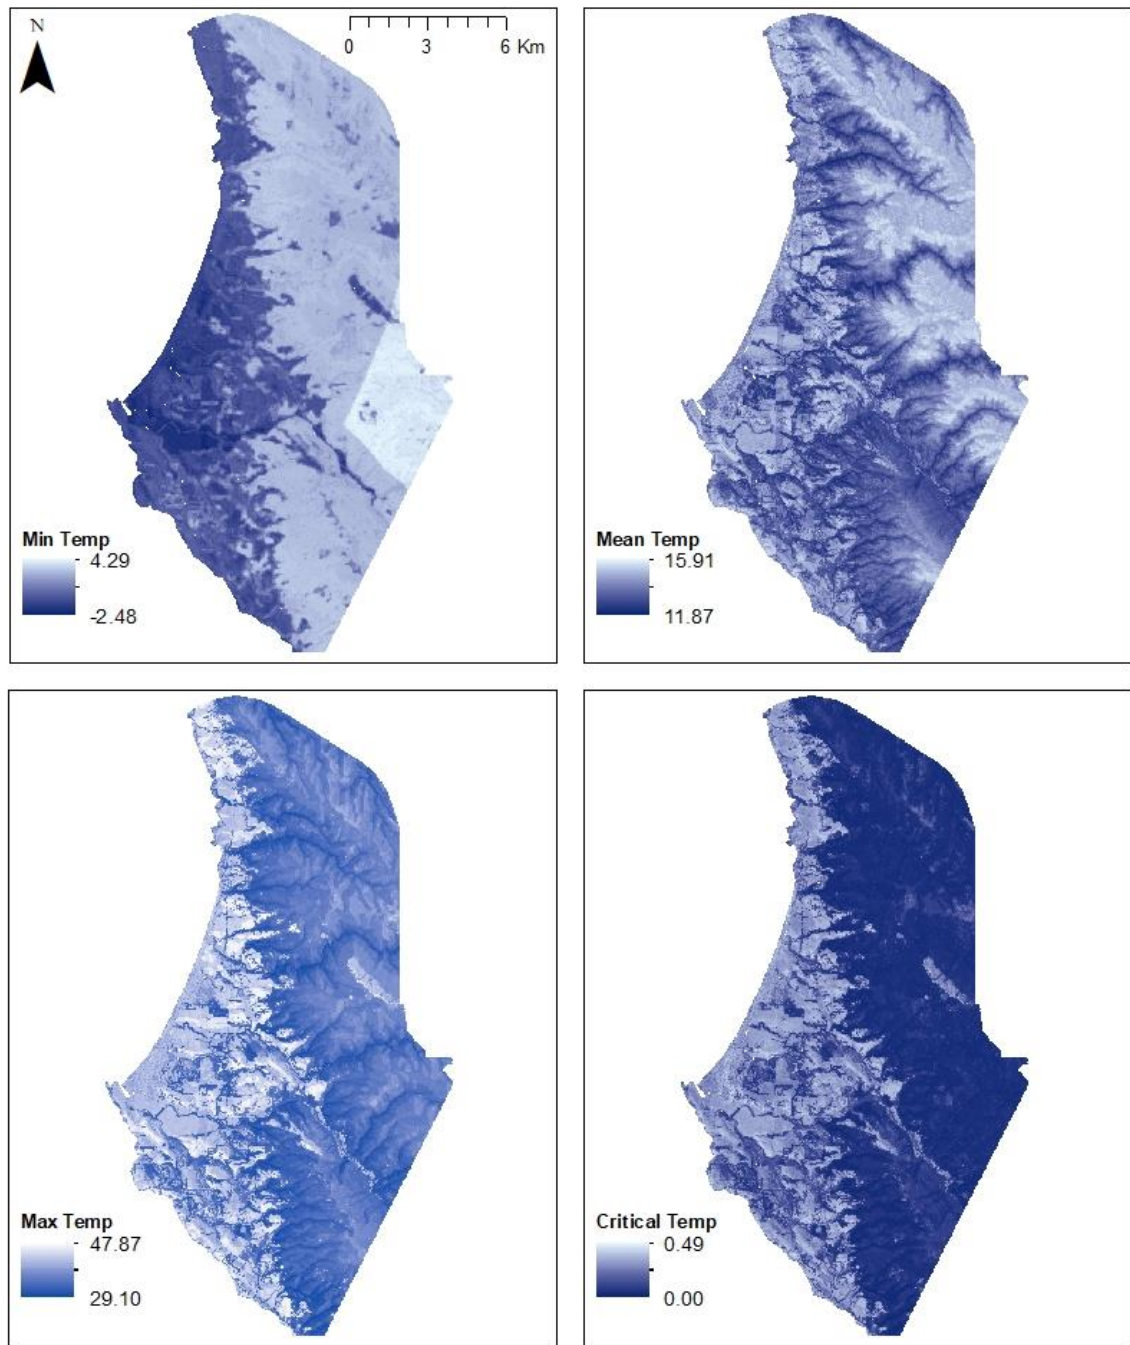 N
0 3 6 Km
Min Temp
4.29
-2.48
Mean Temp
15.91
11.87
Max Temp
47.87
29.10
Critical Temp
0.49
0.00